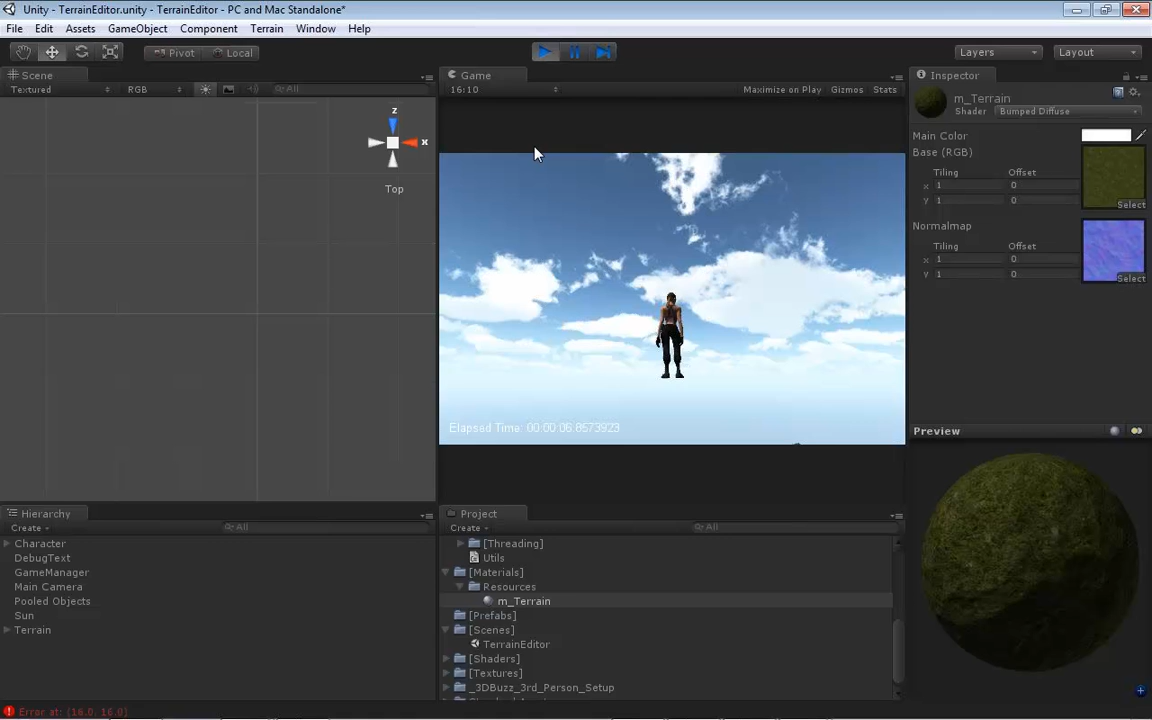 Unity - TerrainEditor.unity - TerrainEditor - PC and Mac Standalone*
File Edit Assets GameObject Component Terrain Window Help
Pivot Local Layers Layout
Scene Game Inspector
Textured RGB All 16:10 Maximize on Play Gizmos Stats
m_Terrain
Shader Bumped Diffuse
Main Color
Base (RGB)
Tiling Offset
x 1 0
y 1 0
Select
Normalmap
Tiling Offset
x 1 0
y 1 0
Select
z
x
Top
Elapsed Time: 00:00:06.8573923
Preview
Hierarchy
Create All
Character
DebugText
GameManager
Main Camera
Pooled Objects
Sun
Terrain
Project
Create All
[Threading]
Utils
[Materials]
Resources
m_Terrain
[Prefabs]
[Scenes]
TerrainEditor
[Shaders]
[Textures]
_3DBuzz_3rd_Person_Setup
Error at: (16.0, 16.0)